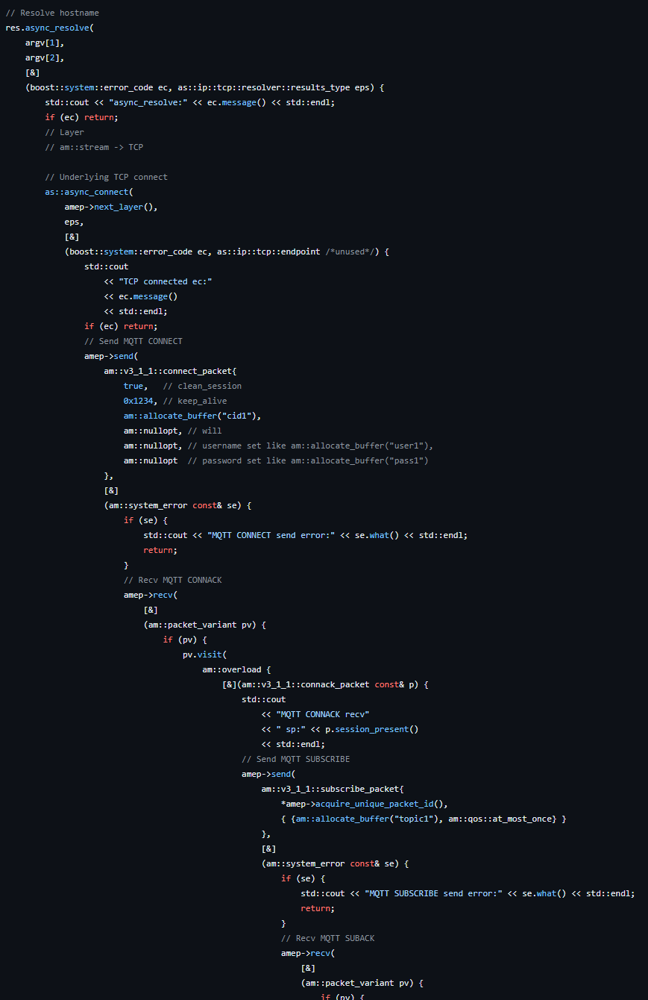 // Resolve hostname
res.async_resolve(
    argv[1],
    argv[2],
    [&]
    (boost::system::error_code ec, as::ip::tcp::resolver::results_type eps) {
        std::cout << "async_resolve:" << ec.message() << std::endl;
        if (ec) return;
        // Layer
        // am::stream -> TCP

        // Underlying TCP connect
        as::async_connect(
            amep->next_layer(),
            eps,
            [&]
            (boost::system::error_code ec, as::ip::tcp::endpoint /*unused*/) {
                std::cout
                    << "TCP connected ec:"
                    << ec.message()
                    << std::endl;
                if (ec) return;
                // Send MQTT CONNECT
                amep->send(
                    am::v3_1_1::connect_packet{
                        true,   // clean_session
                        0x1234, // keep_alive
                        am::allocate_buffer("cid1"),
                        am::nullopt, // will
                        am::nullopt, // username set like am::allocate_buffer("user1"),
                        am::nullopt  // password set like am::allocate_buffer("pass1")
                    },
                    [&]
                    (am::system_error const& se) {
                        if (se) {
                            std::cout << "MQTT CONNECT send error:" << se.what() << std::endl;
                            return;
                        }
                        // Recv MQTT CONNACK
                        amep->recv(
                            [&]
                            (am::packet_variant pv) {
                                if (pv) {
                                    pv.visit(
                                        am::overload {
                                            [&](am::v3_1_1::connack_packet const& p) {
                                                std::cout
                                                    << "MQTT CONNACK recv"
                                                    << " sp:" << p.session_present()
                                                    << std::endl;
                                                // Send MQTT SUBSCRIBE
                                                amep->send(
                                                    am::v3_1_1::subscribe_packet{
                                                        *amep->acquire_unique_packet_id(),
                                                        { {am::allocate_buffer("topic1"), am::qos::at_most_once} }
                                                    },
                                                    [&]
                                                    (am::system_error const& se) {
                                                        if (se) {
                                                            std::cout << "MQTT SUBSCRIBE send error:" << se.what() << std::endl;
                                                            return;
                                                        }
                                                        // Recv MQTT SUBACK
                                                        amep->recv(
                                                            [&]
                                                            (am::packet_variant pv) {
                                                                if (pv) {